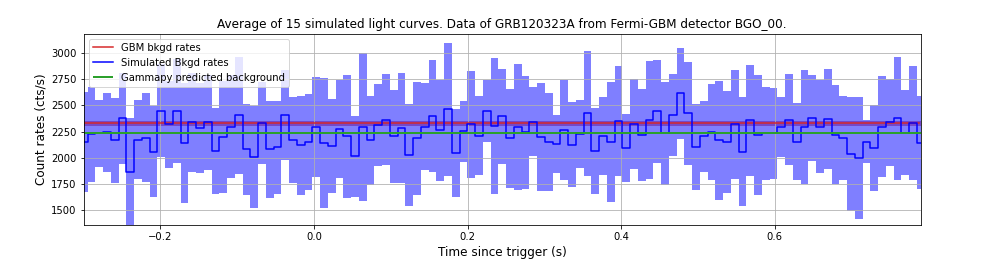 Average of 15 simulated light curves. Data of GRB120323A from Fermi-GBM detector BGO_00.
Count rates (cts/s)
3000
2750
2500
2250
2000
1750
1500
GBM bkgd rates
Simulated Bkgd rates
Gammapy predicted background
−0.2
0.0
0.2
0.4
0.6
Time since trigger (s)